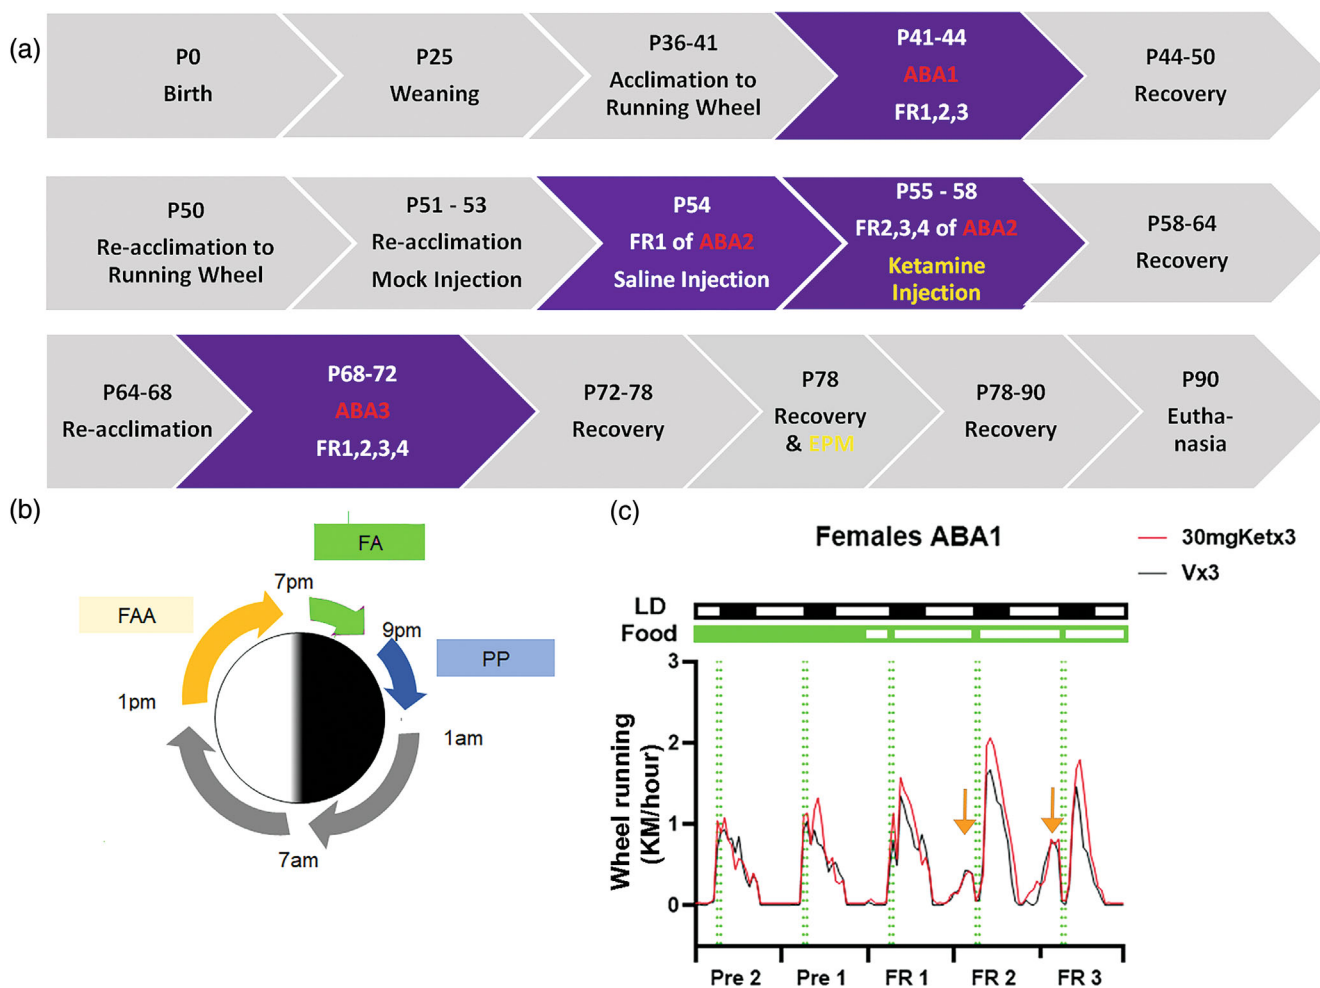 (a)
P0
Birth
P25
Weaning
P36-41
Acclimation to
Running Wheel
P41-44
ABA1
FR1,2,3
P44-50
Recovery
P50
Re-acclimation to
Running Wheel
P51 - 53
Re-acclimation
Mock Injection
P54
FR1 of ABA2
Saline Injection
P55 - 58
FR2,3,4 of ABA2
Ketamine
Injection
P58-64
Recovery
P64-68
Re-acclimation
P68-72
ABA3
FR1,2,3,4
P72-78
Recovery
P78
Recovery
& EPM
P78-90
Recovery
P90
Eutha-
nasia
(b)
FA
7pm
FAA
9pm
PP
1pm
1am
7am
(c)
Females ABA1
30mgKetx3
Vx3
LD
Food
Wheel running
(KM/hour)
3
2
1
0
Pre 2
Pre 1
FR 1
FR 2
FR 3